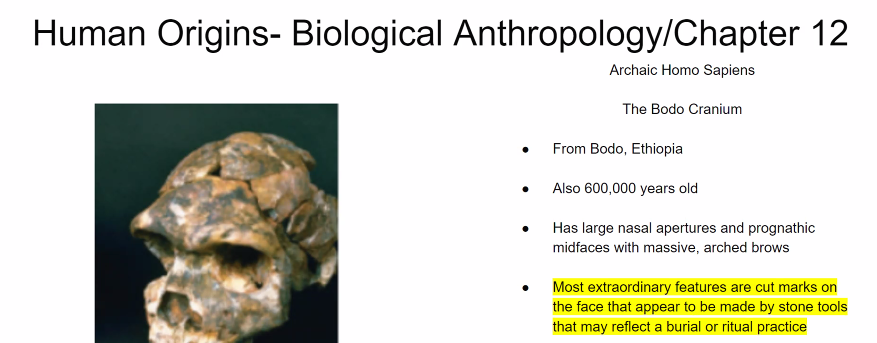 Human Origins- Biological Anthropology/Chapter 12
Archaic Homo Sapiens
The Bodo Cranium
● From Bodo, Ethiopia
● Also 600,000 years old
● Has large nasal apertures and prognathic
midfaces with massive, arched brows
● Most extraordinary features are cut marks on
the face that appear to be made by stone tools
that may reflect a burial or ritual practice